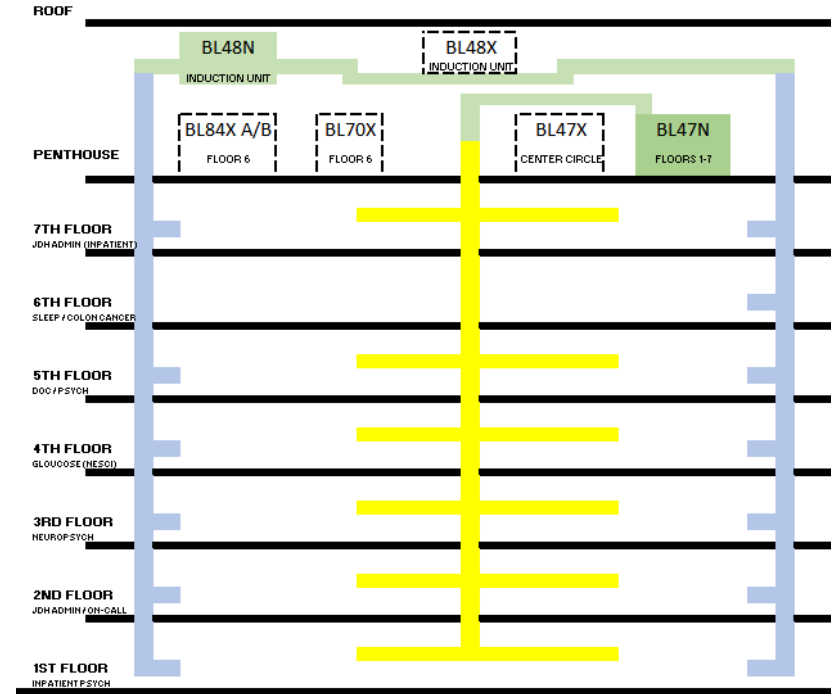 ROOF
BL48N
INDUCTION UNIT
BL48X
INDUCTION UNIT
BL84X A/B
FLOOR 6
BL70X
FLOOR 6
BL47X
CENTER CIRCLE
BL47N
FLOORS 1-7
PENTHOUSE
7TH FLOOR
JDH ADMIN (INPATIENT)
6TH FLOOR
SLEEP / COLON CANCER
5TH FLOOR
DOC / PSYCH
4TH FLOOR
GLOUCOSE (NESCI)
3RD FLOOR
NEUROPSYCH
2ND FLOOR
JDH ADMIN / ON-CALL
1ST FLOOR
INPATIENT PSYCH